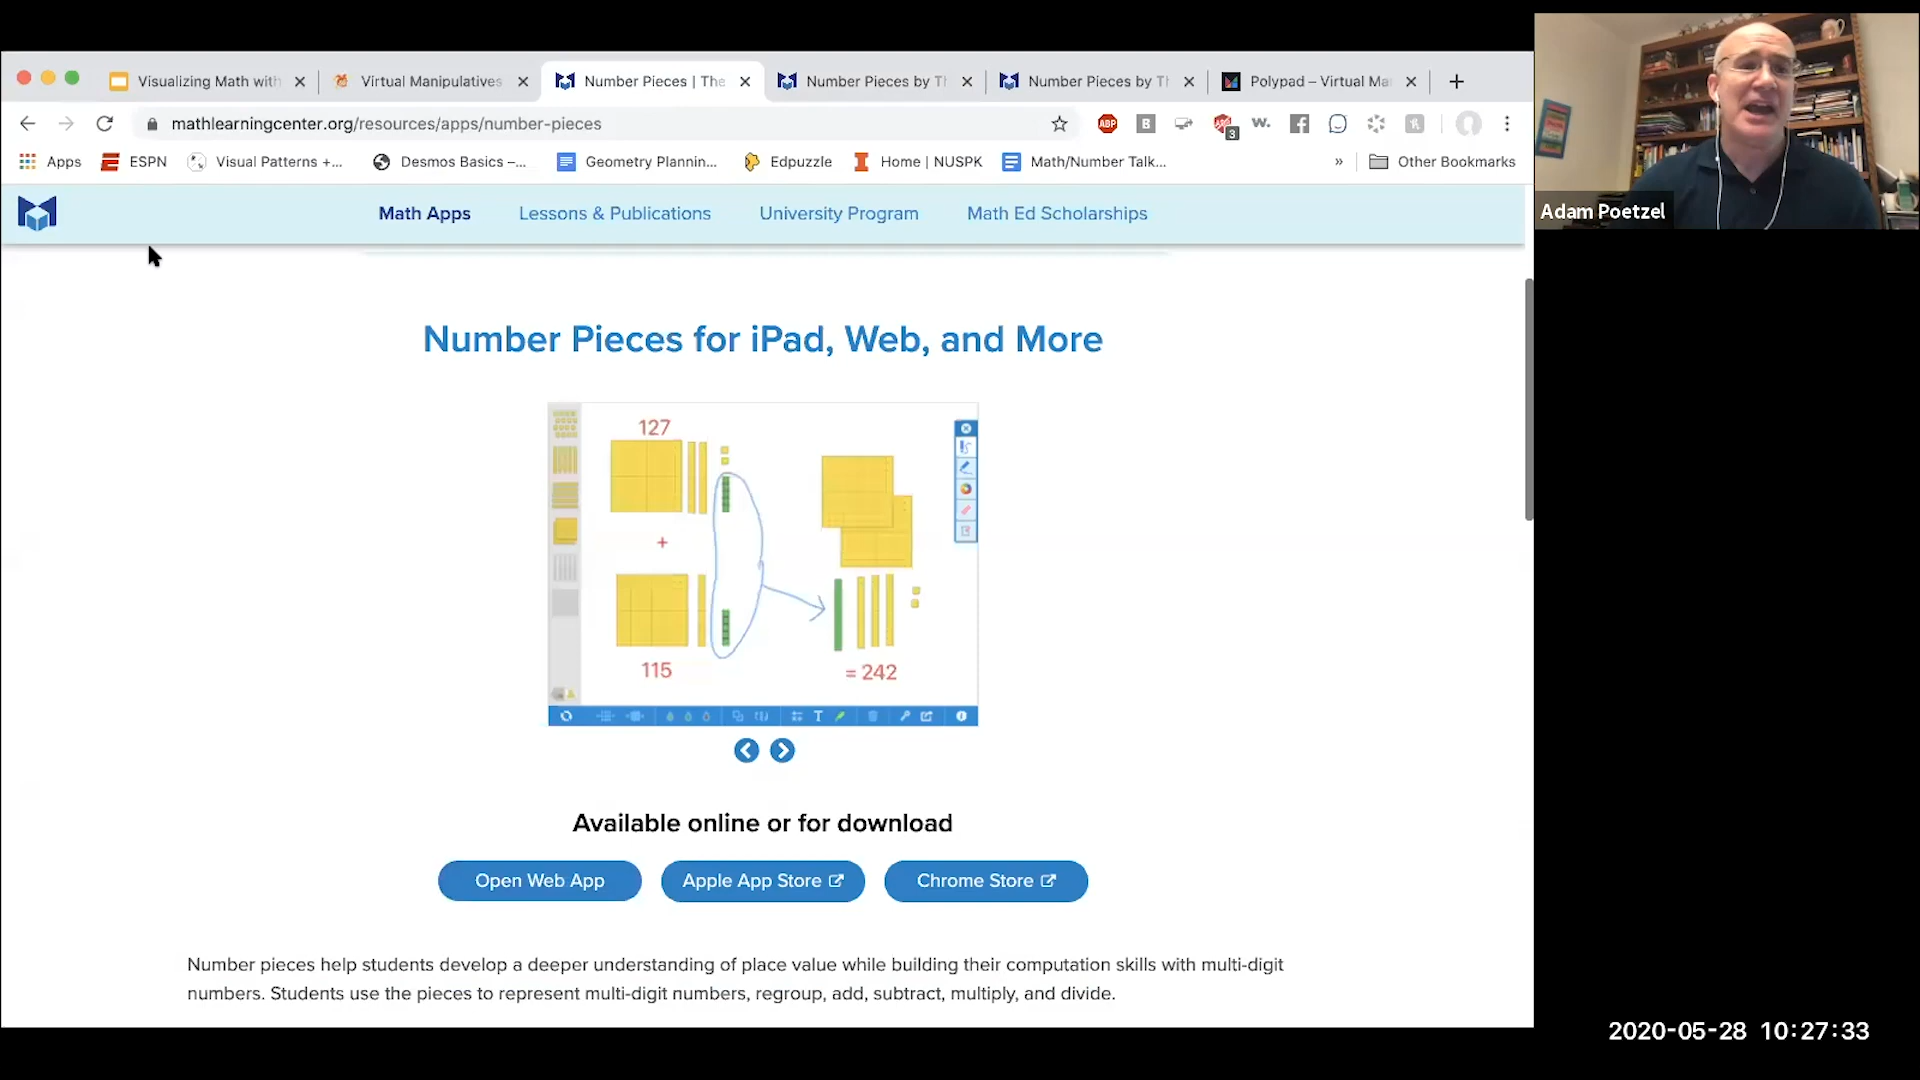 Visualizing Math with
Virtual Manipulatives
Number Pieces | The
Number Pieces by Th
Number Pieces by Th
Polypad – Virtual Ma
mathlearningcenter.org/resources/apps/number-pieces
ABP
B
3
w.
Apps
ESPN
Visual Patterns +...
Desmos Basics –...
Geometry Plannin...
Edpuzzle
Home | NUSPK
Math/Number Talk...
»
Other Bookmarks
Math Apps
Lessons & Publications
University Program
Math Ed Scholarships
Adam Poetzel
Number Pieces for iPad, Web, and More
127
+
115
= 242
T
Available online or for download
Open Web App
Apple App Store
Chrome Store
Number pieces help students develop a deeper understanding of place value while building their computation skills with multi-digit
numbers. Students use the pieces to represent multi-digit numbers, regroup, add, subtract, multiply, and divide.
2020-05-28 10:27:33